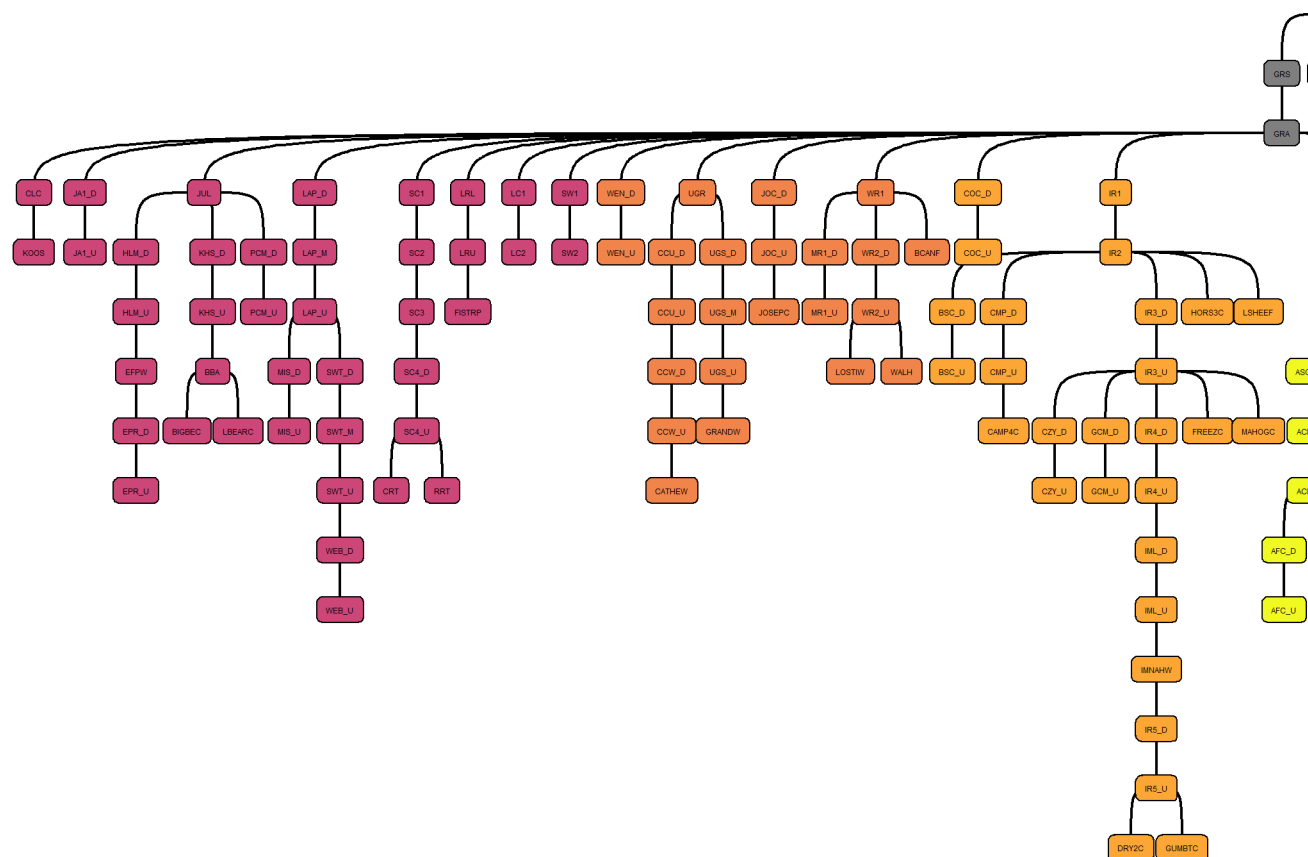 GRS
GRA
CLC JA1_D JUL LAP_D SC1 LRL LC1 SW1 WEN_D UGR JOC_D WR1 COC_D IR1
KOOS JA1_U HLM_D KHS_D PCM_D LAP_M SC2 LRU LC2 SW2 WEN_U CCU_D UGS_D JOC_U MR1_D WR2_D BCANF COC_U IR2
HLM_U KHS_U PCM_U LAP_U SC3 FISTRP CCU_U UGS_M JOSEPC MR1_U WR2_U BSC_D CMP_D IR3_D HORS3C LSHEEF
EFPW BBA MIS_D SWT_D SC4_D CCW_D UGS_U LOSTIW WALH BSC_U CMP_U IR3_U
EPR_D BIGBEC LBEARC MIS_U SWT_M SC4_U CCW_U GRANDW CAMP4C CZY_D GCM_D IR4_D FREEZC MAHOGC
EPR_U SWT_U CRT RRT CATHEW CZY_U GCM_U IR4_U
WEB_D IML_D AFC_D
WEB_U IML_U AFC_U
IMNAHW
IR5_D
IR5_U
DRY2C GUMBTC